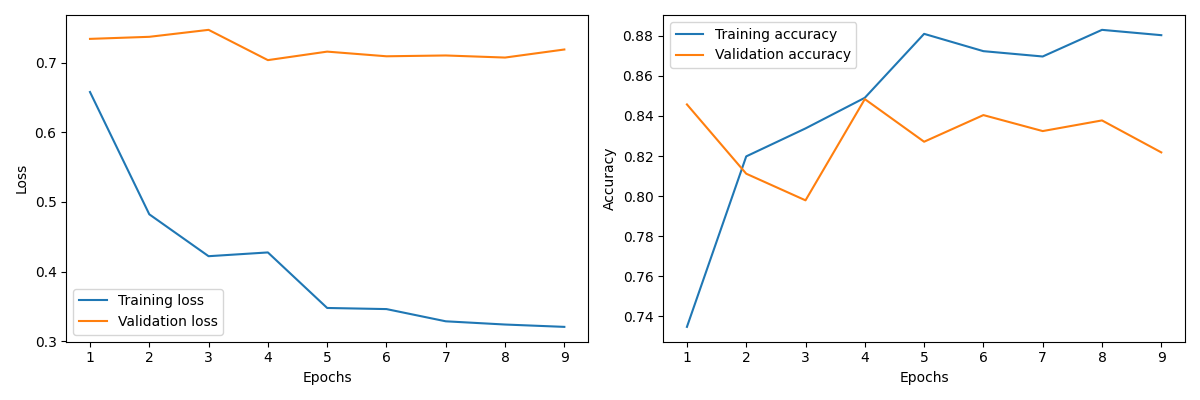 Loss
0.7
0.6
0.5
0.4
0.3
Training loss
Validation loss
1 2 3 4 5 6 7 8 9
Epochs
Accuracy
0.88
0.86
0.84
0.82
0.80
0.78
0.76
0.74
Training accuracy
Validation accuracy
1 2 3 4 5 6 7 8 9
Epochs